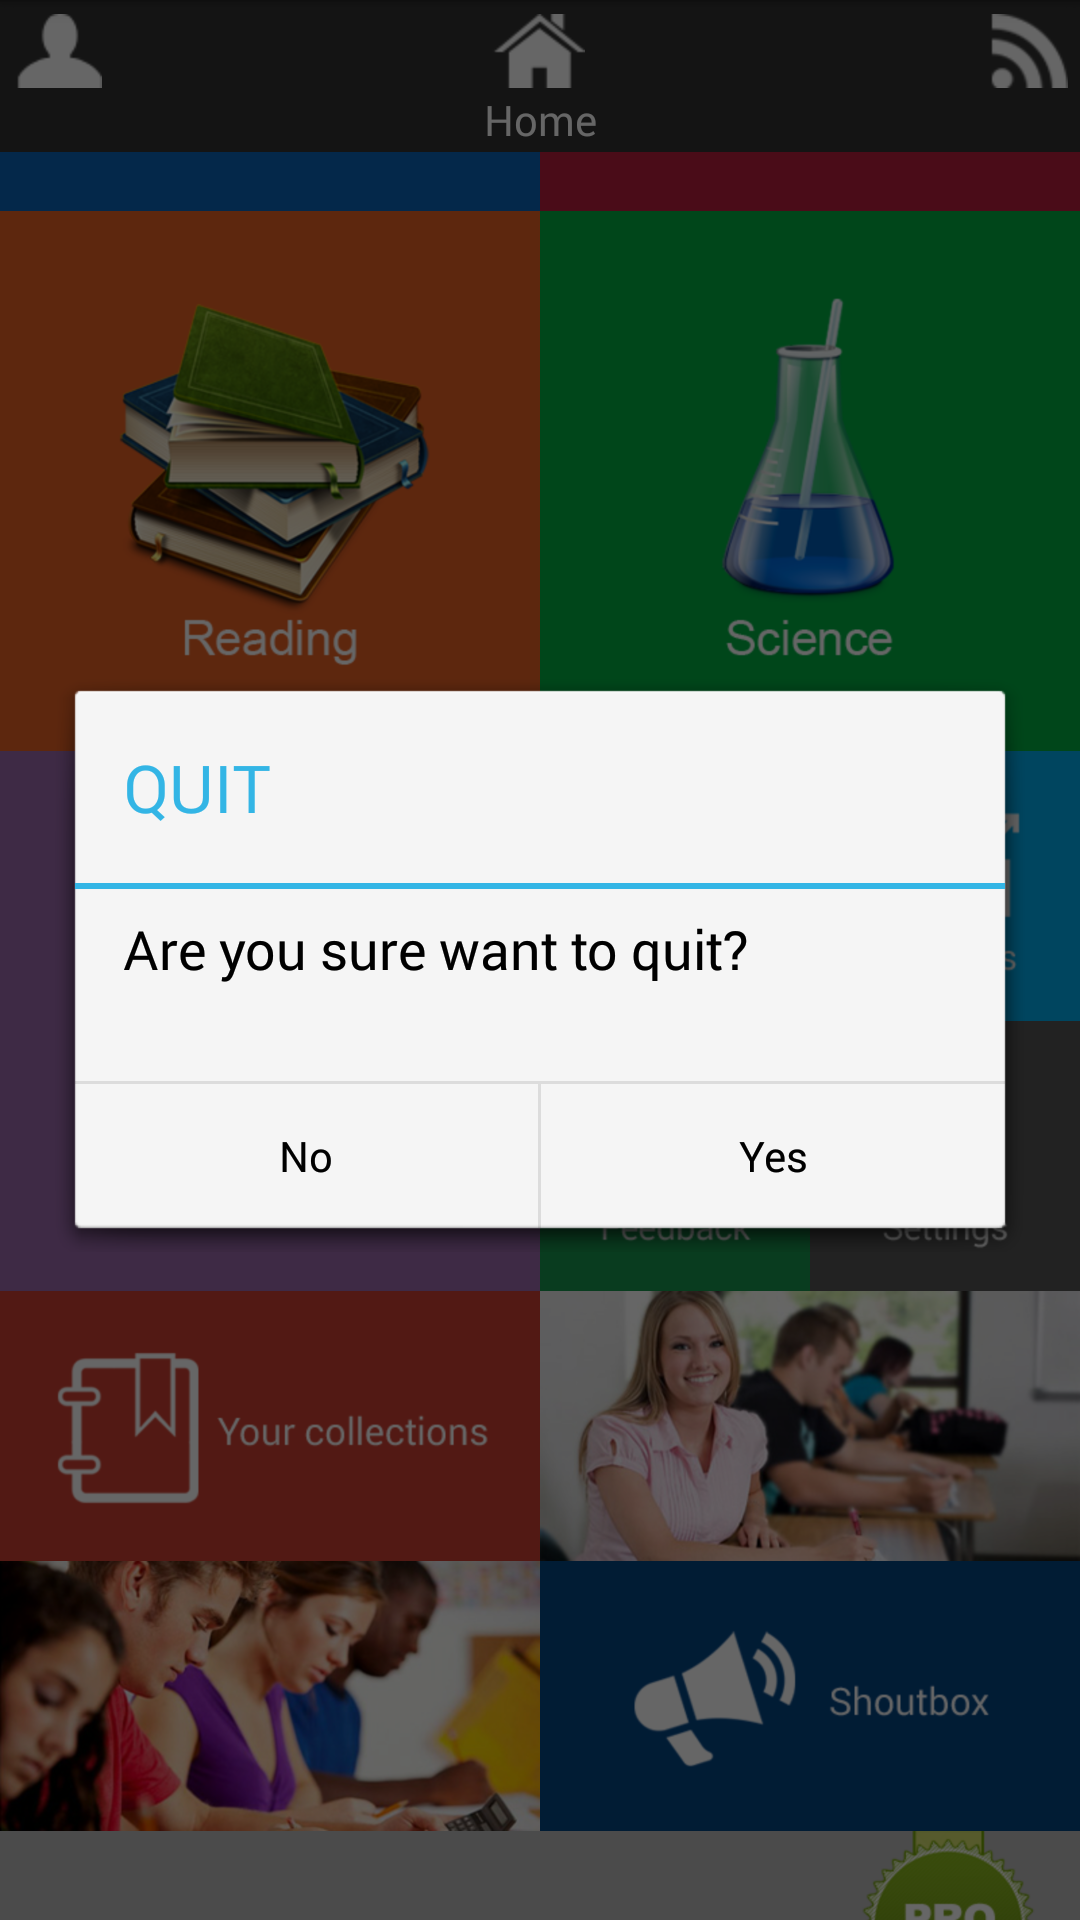 Home
Reading
Science
QUIT
Are you sure want to quit?
No
Yes
Feedback
Settings
Your collections
Shoutbox
PRO